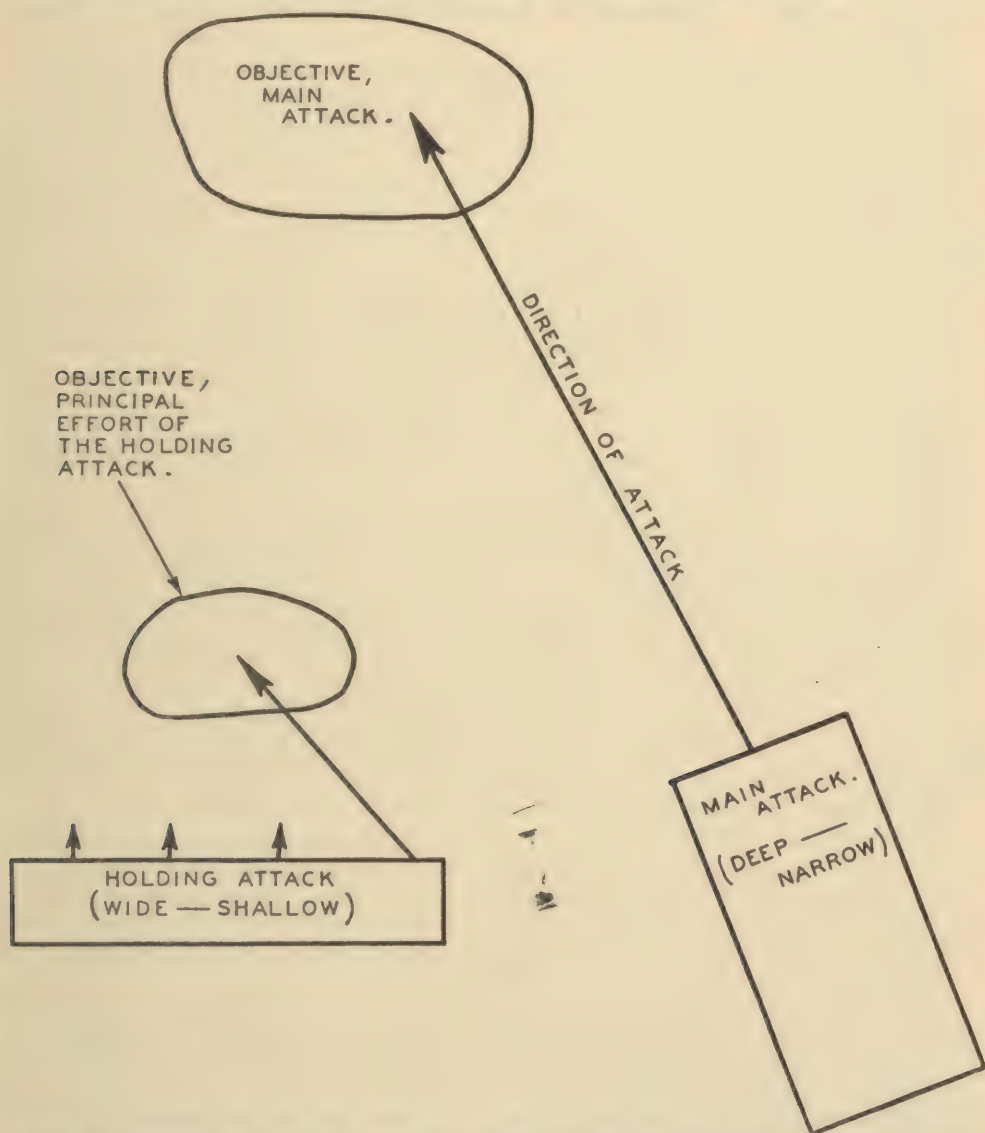 OBJECTIVE,
MAIN
ATTACK.
DIRECTION OF ATTACK
OBJECTIVE,
PRINCIPAL
EFFORT OF
THE HOLDING
ATTACK.
HOLDING ATTACK
(WIDE — SHALLOW)
MAIN
ATTACK.
(DEEP —
NARROW)